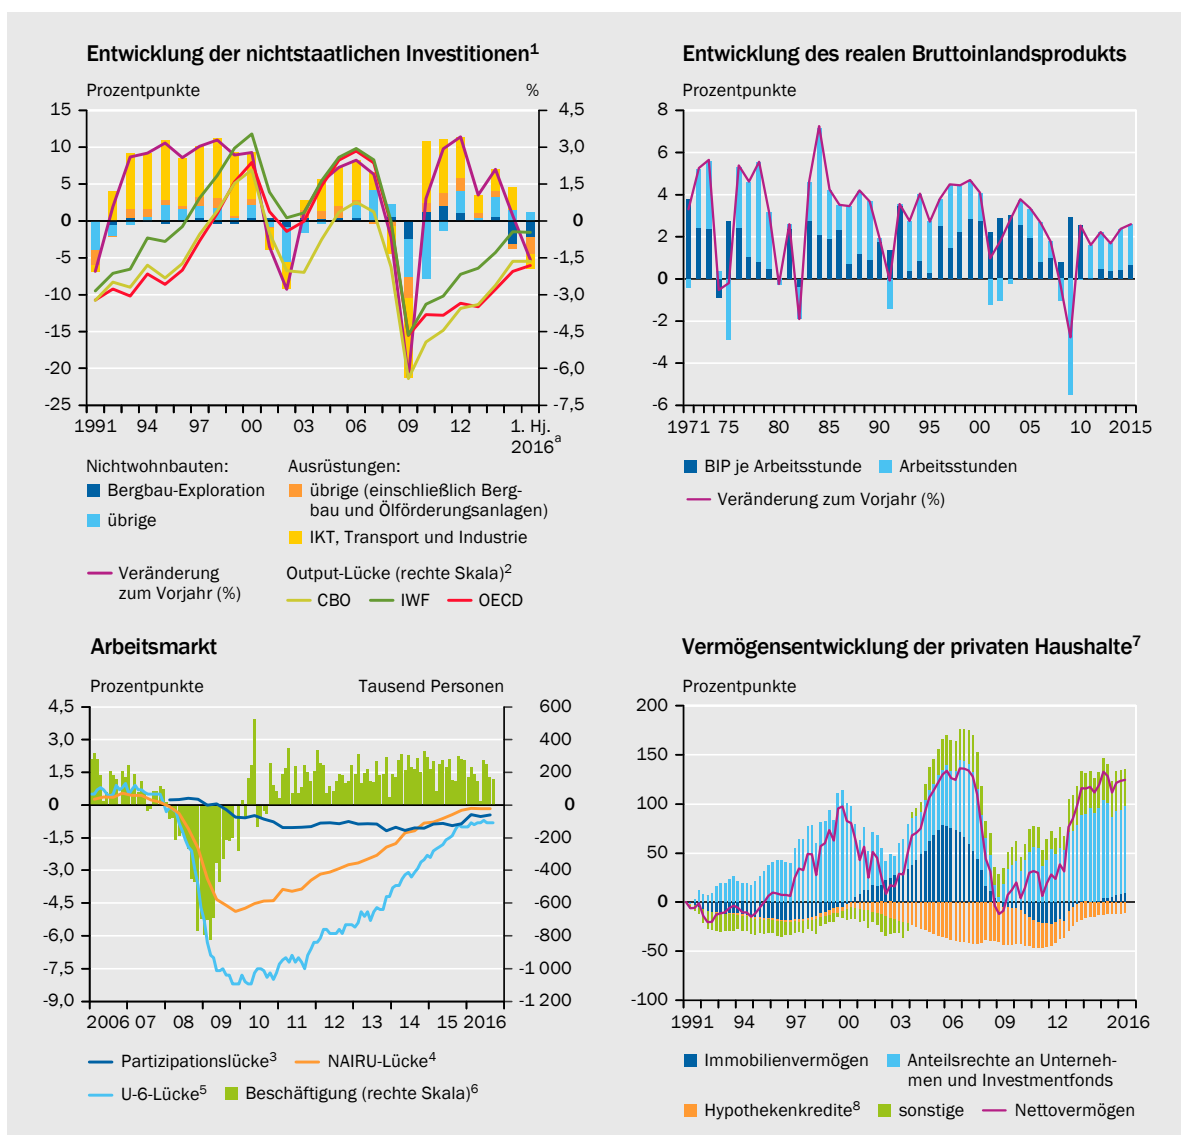 Entwicklung der nichtstaatlichen Investitionen¹
Prozentpunkte %
15 4,5
10 3,0
5 1,5
0 0
-5 -1,5
-10 -3,0
-15 -4,5
-20 -6,0
-25 -7,5
1991 94 97 00 03 06 09 12 1. Hj.
2016ᵃ
Nichtwohnbauten:
Bergbau-Exploration
übrige
Ausrüstungen:
übrige (einschließlich Berg-
bau und Ölförderungsanlagen)
IKT, Transport und Industrie
Veränderung
zum Vorjahr (%)
Output-Lücke (rechte Skala)²
CBO IWF OECD
Entwicklung des realen Bruttoinlandsprodukts
Prozentpunkte
8
6
4
2
0
-2
-4
-6
1971 75 80 85 90 95 00 05 10 2015
BIP je Arbeitsstunde Arbeitsstunden
Veränderung zum Vorjahr (%)
Arbeitsmarkt
Prozentpunkte Tausend Personen
4,5 600
3,0 400
1,5 200
0 0
-1,5 -200
-3,0 -400
-4,5 -600
-6,0 -800
-7,5 -1 000
-9,0 -1 200
2006 07 08 09 10 11 12 13 14 15 2016
Partizipationslücke³ NAIRU-Lücke⁴
U-6-Lücke⁵ Beschäftigung (rechte Skala)⁶
Vermögensentwicklung der privaten Haushalte⁷
Prozentpunkte
200
150
100
50
0
-50
-100
1991 94 97 00 03 06 09 12 2016
Immobilienvermögen Anteilsrechte an Unterneh-
men und Investmentfonds
Hypothekenkredite⁸ sonstige Nettovermögen